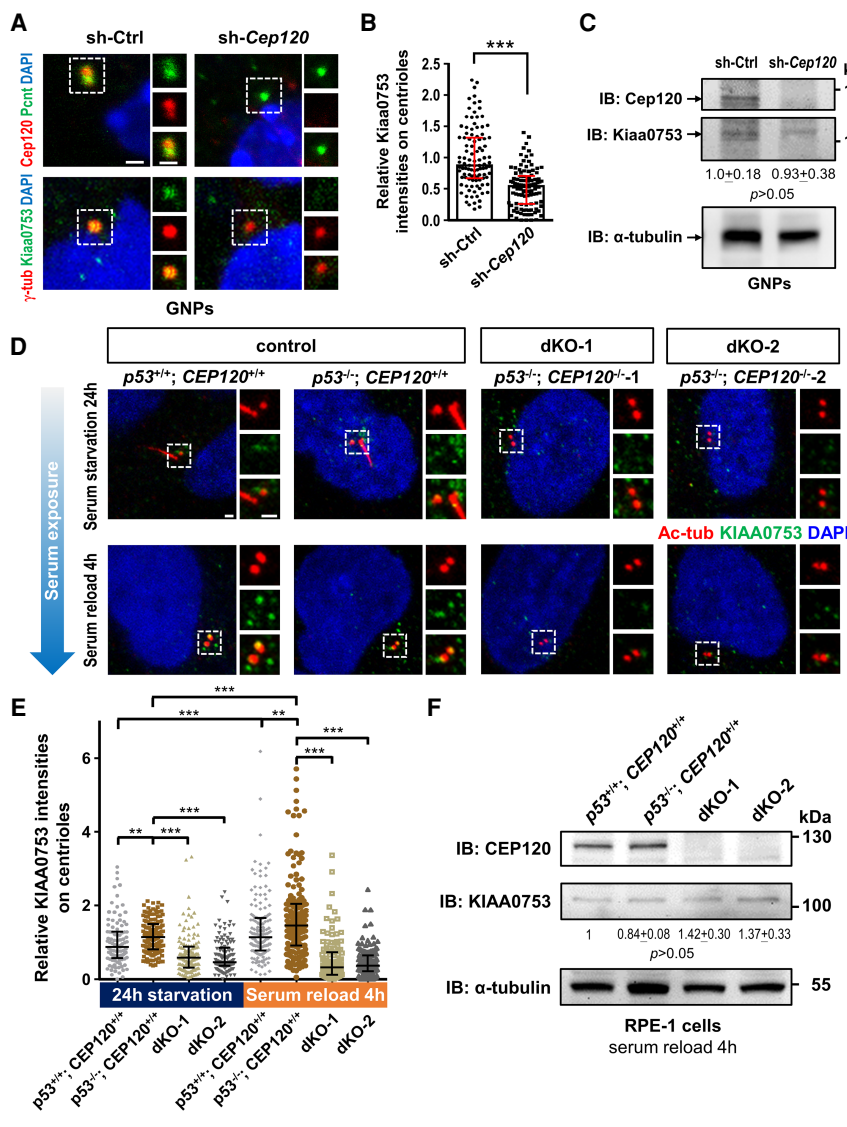 A
sh-Ctrl
sh-Cep120
Cep120 Pcnt DAPI
γ-tub Kiaa0753 DAPI
GNPs
B
***
Relative Kiaa0753
intensities on centrioles
2.5
2.0
1.5
1.0
0.5
0.0
sh-Ctrl
sh-Cep120
C
sh-Ctrl
sh-Cep120
IB: Cep120
IB: Kiaa0753
1.0±0.18
0.93±0.38
p>0.05
IB: α-tubulin
GNPs
D
control
dKO-1
dKO-2
p53+/+; CEP120+/+
p53-/-; CEP120+/+
p53-/-; CEP120-/--1
p53-/-; CEP120-/--2
Serum exposure
Serum starvation 24h
Ac-tub KIAA0753 DAPI
Serum reload 4h
E
***
*** **
***
***
***
** ***
Relative KIAA0753 intensities
on centrioles
6
4
2
0
24h starvation
Serum reload 4h
p53+/+; CEP120+/+
p53-/-; CEP120+/+
dKO-1
dKO-2
p53+/+; CEP120+/+
p53-/-; CEP120+/+
dKO-1
dKO-2
F
p53+/+; CEP120+/+
p53-/-; CEP120+/+
dKO-1
dKO-2
kDa
IB: CEP120
130
IB: KIAA0753
100
1 0.84±0.08 1.42±0.30 1.37±0.33
p>0.05
IB: α-tubulin
55
RPE-1 cells
serum reload 4h